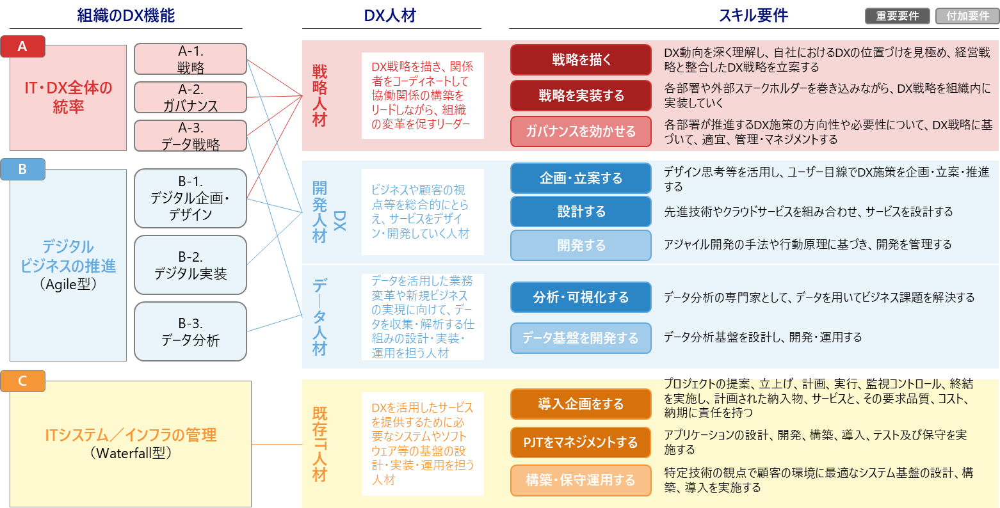 組織のDX機能
DX人材
スキル要件
重要要件
付加要件
A
IT・DX全体の
統率
A-1.
戦略
A-2.
ガバナンス
A-3.
データ戦略
戦略人材
DX戦略を描き、関係
者をコーディネートして
協働関係の構築を
リードしながら、組織
の変革を促すリーダー
戦略を描く
DX動向を深く理解し、自社におけるDXの位置づけを見極め、経営戦
略と整合したDX戦略を立案する
戦略を実装する
各部署や外部ステークホルダーを巻き込みながら、DX戦略を組織内に
実装していく
ガバナンスを効かせる
各部署が推進するDX施策の方向性や必要性について、DX戦略に基
づいて、適宜、管理・マネジメントする
B
デジタル
ビジネスの推進
（Agile型）
B-1.
デジタル企画・
デザイン
B-2.
デジタル実装
B-3.
データ分析
DX
開発人材
ビジネスや顧客の視
点等を総合的にとら
え、サービスをデザイ
ン・開発していく人材
企画・立案する
デザイン思考等を活用し、ユーザー目線でDX施策を企画・立案・推進
する
設計する
先進技術やクラウドサービスを組み合わせ、サービスを設計する
開発する
アジャイル開発の手法や行動原理に基づき、開発を管理する
データ人材
データを活用した業務
変革や新規ビジネス
の実現に向けて、デー
タを収集・解析する仕
組みの設計・実装・
運用を担う人材
分析・可視化する
データ分析の専門家として、データを用いてビジネス課題を解決する
データ基盤を開発する
データ分析基盤を設計し、開発・運用する
C
ITシステム／インフラの管理
（Waterfall型）
既存IT人材
DXを活用したサービス
を提供するために必
要なシステムやソフト
ウェア等の基盤の設
計・実装・運用を担う
人材
導入企画をする
プロジェクトの提案、立上げ、計画、実行、監視コントロール、終結
を実施し、計画された納入物、サービスと、その要求品質、コスト、
納期に責任を持つ
PJTをマネジメントする
アプリケーションの設計、開発、構築、導入、テスト及び保守を実
施する
構築・保守運用する
特定技術の観点で顧客の環境に最適なシステム基盤の設計、構
築、導入を実施する